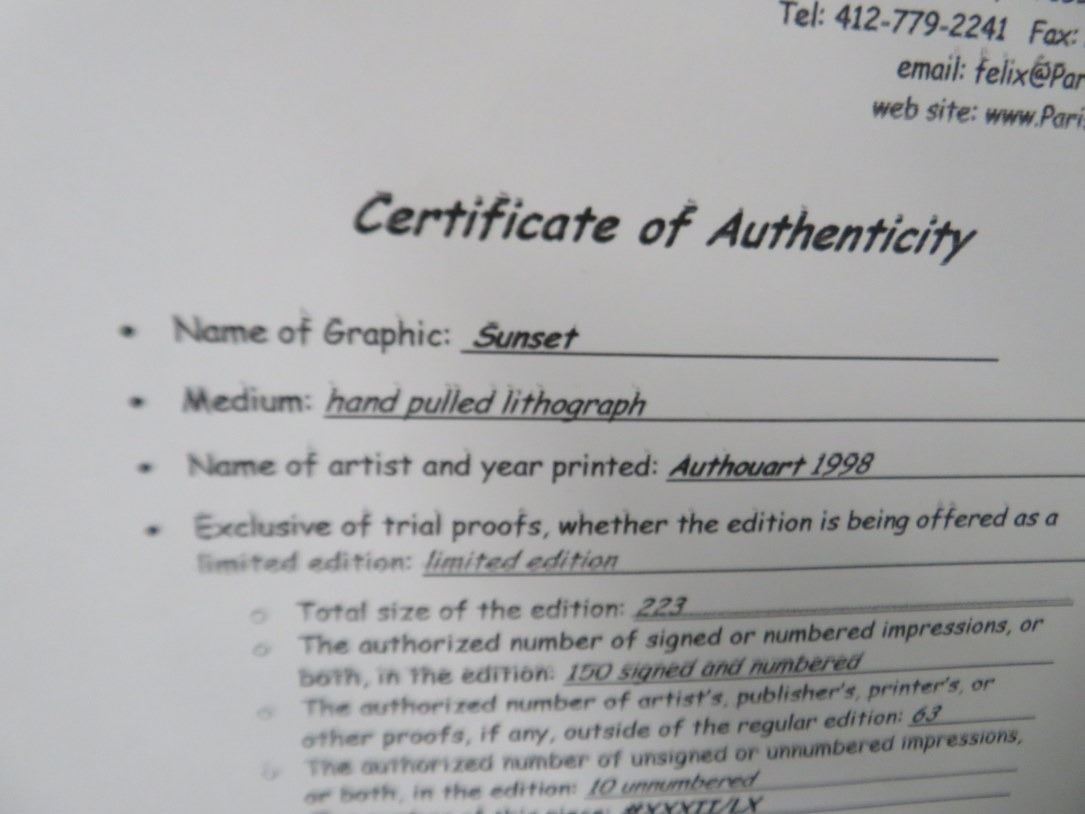 Tel: 412-779-2241 Fax:
email: felix@Par
web site: www.Pari
Certificate of Authenticity
• Name of Graphic: Sunset
• Medium: hand pulled lithograph
• Name of artist and year printed: Authouart 1998
• Exclusive of trial proofs, whether the edition is being offered as a
limited edition: limited edition
o Total size of the edition: 223
o The authorized number of signed or numbered impressions, or
both, in the edition: 150 signed and numbered
o The authorized number of artist's, publisher's, printer's, or
other proofs, if any, outside of the regular edition: 63
o The authorized number of unsigned or unnumbered impressions,
or both, in the edition: 10 unnumbered
of this piece: #XXXII/LX